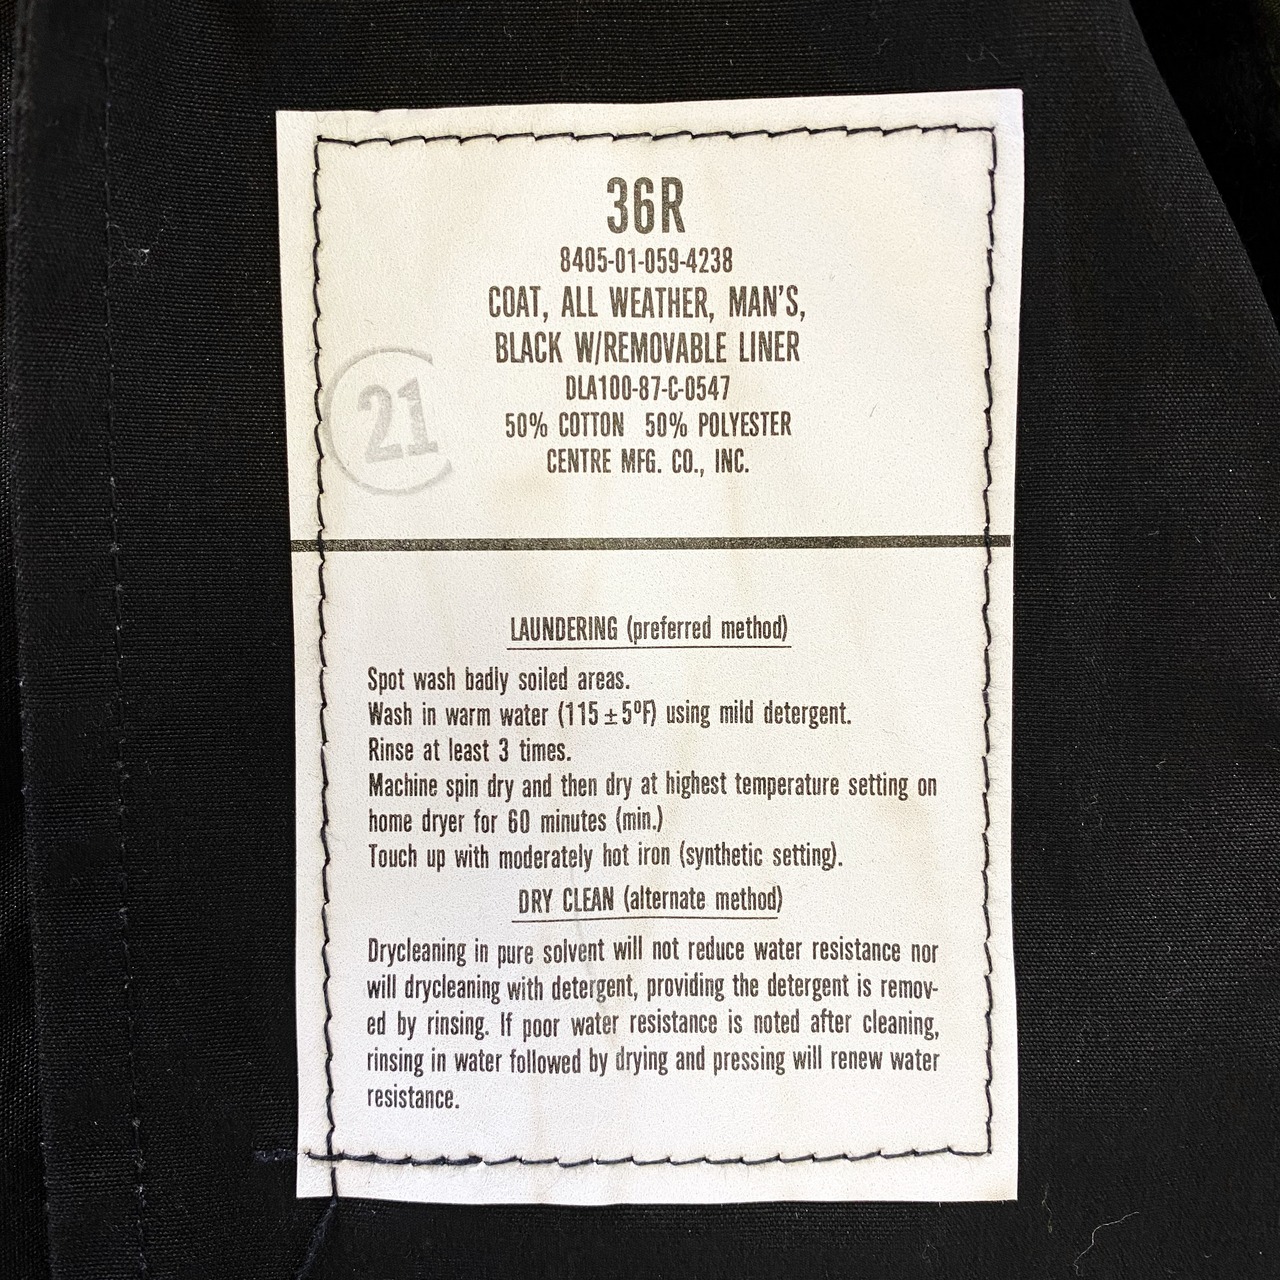 36R
8405-01-059-4238
COAT, ALL WEATHER, MAN'S,
BLACK W/REMOVABLE LINER
DLA100-87-C-0547
50% COTTON 50% POLYESTER
CENTRE MFG. CO., INC.
21
LAUNDERING (preferred method)
Spot wash badly soiled areas.
Wash in warm water (115 ± 5ºF) using mild detergent.
Rinse at least 3 times.
Machine spin dry and then dry at highest temperature setting on
home dryer for 60 minutes (min.)
Touch up with moderately hot iron (synthetic setting).
DRY CLEAN (alternate method)
Drycleaning in pure solvent will not reduce water resistance nor
will drycleaning with detergent, providing the detergent is remov-
ed by rinsing. If poor water resistance is noted after cleaning,
rinsing in water followed by drying and pressing will renew water
resistance.